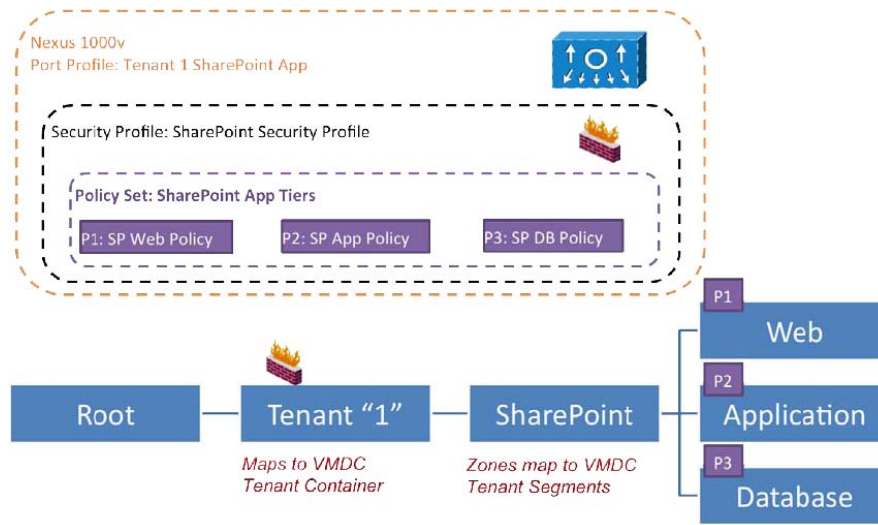 Nexus 1000v
Port Profile: Tenant 1 SharePoint App
Security Profile: SharePoint Security Profile
Policy Set: SharePoint App Tiers
P1: SP Web Policy
P2: SP App Policy
P3: SP DB Policy
P1
Web
Root
Tenant “1”
SharePoint
P2
Application
Maps to VMDC
Tenant Container
Zones map to VMDC
Tenant Segments
P3
Database